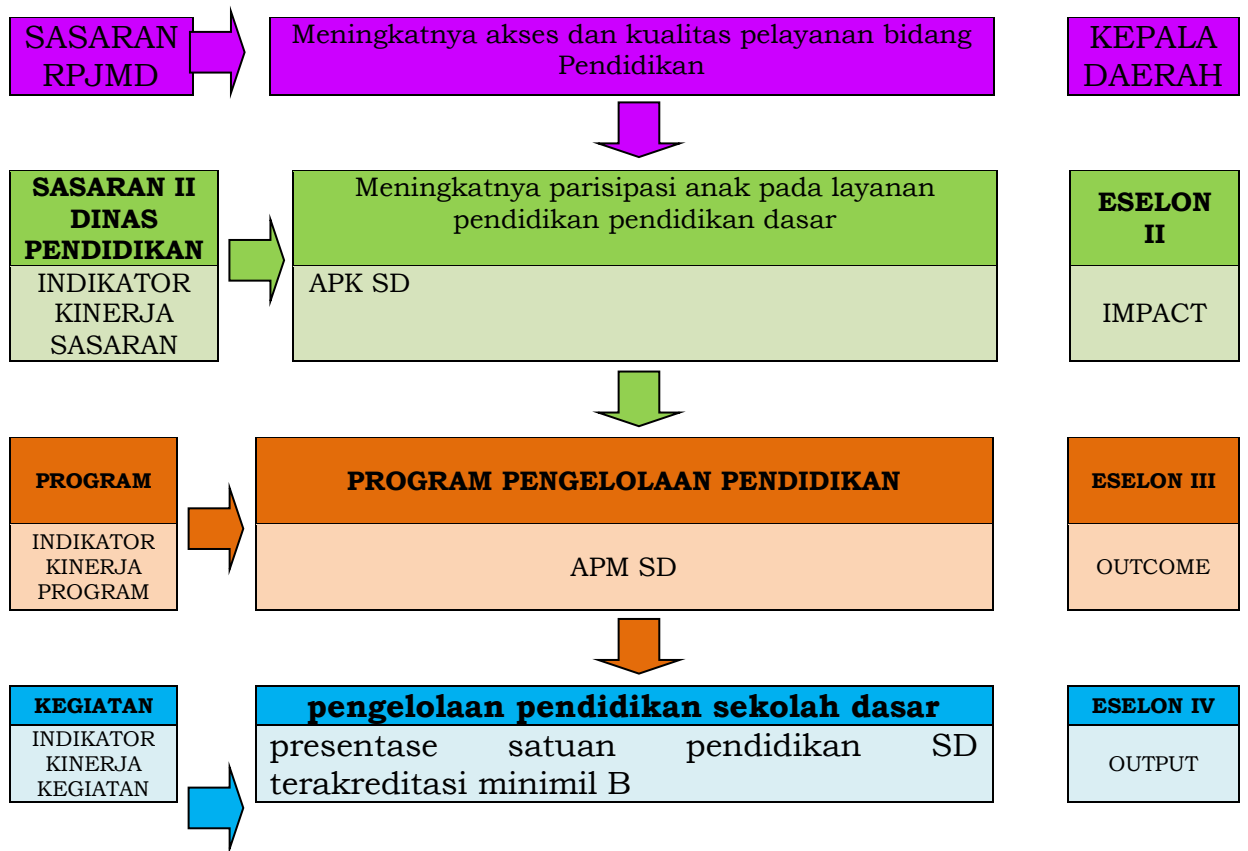 SASARAN
RPJMD
Meningkatnya akses dan kualitas pelayanan bidang
Pendidikan
KEPALA
DAERAH
SASARAN II
DINAS
PENDIDIKAN
Meningkatnya parisipasi anak pada layanan
pendidikan pendidikan dasar
ESELON
II
INDIKATOR
KINERJA
SASARAN
APK SD
IMPACT
PROGRAM
PROGRAM PENGELOLAAN PENDIDIKAN
ESELON III
INDIKATOR
KINERJA
PROGRAM
APM SD
OUTCOME
KEGIATAN
pengelolaan pendidikan sekolah dasar
ESELON IV
INDIKATOR
KINERJA
KEGIATAN
presentase satuan pendidikan SD
terakreditasi minimil B
OUTPUT